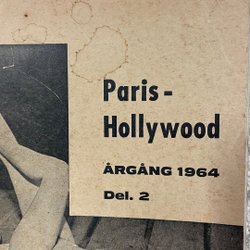 Paris-
Hollywood
ÅRGÅNG 1964
Del. 2